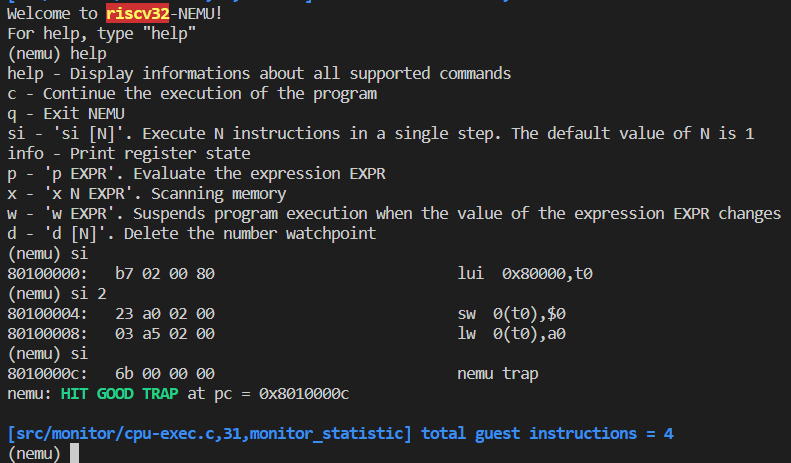 Welcome to riscv32-NEMU!
For help, type "help"
(nemu) help
help - Display informations about all supported commands
c - Continue the execution of the program
q - Exit NEMU
si - 'si [N]'. Execute N instructions in a single step. The default value of N is 1
info - Print register state
p - 'p EXPR'. Evaluate the expression EXPR
x - 'x N EXPR'. Scanning memory
w - 'w EXPR'. Suspends program execution when the value of the expression EXPR changes
d - 'd [N]'. Delete the number watchpoint
(nemu) si
80100000:   b7 02 00 80                               lui  0x80000,t0
(nemu) si 2
80100004:   23 a0 02 00                               sw  0(t0),$0
80100008:   03 a5 02 00                               lw  0(t0),a0
(nemu) si
8010000c:   6b 00 00 00                               nemu trap
nemu: HIT GOOD TRAP at pc = 0x8010000c
[src/monitor/cpu-exec.c,31,monitor_statistic] total guest instructions = 4
(nemu)